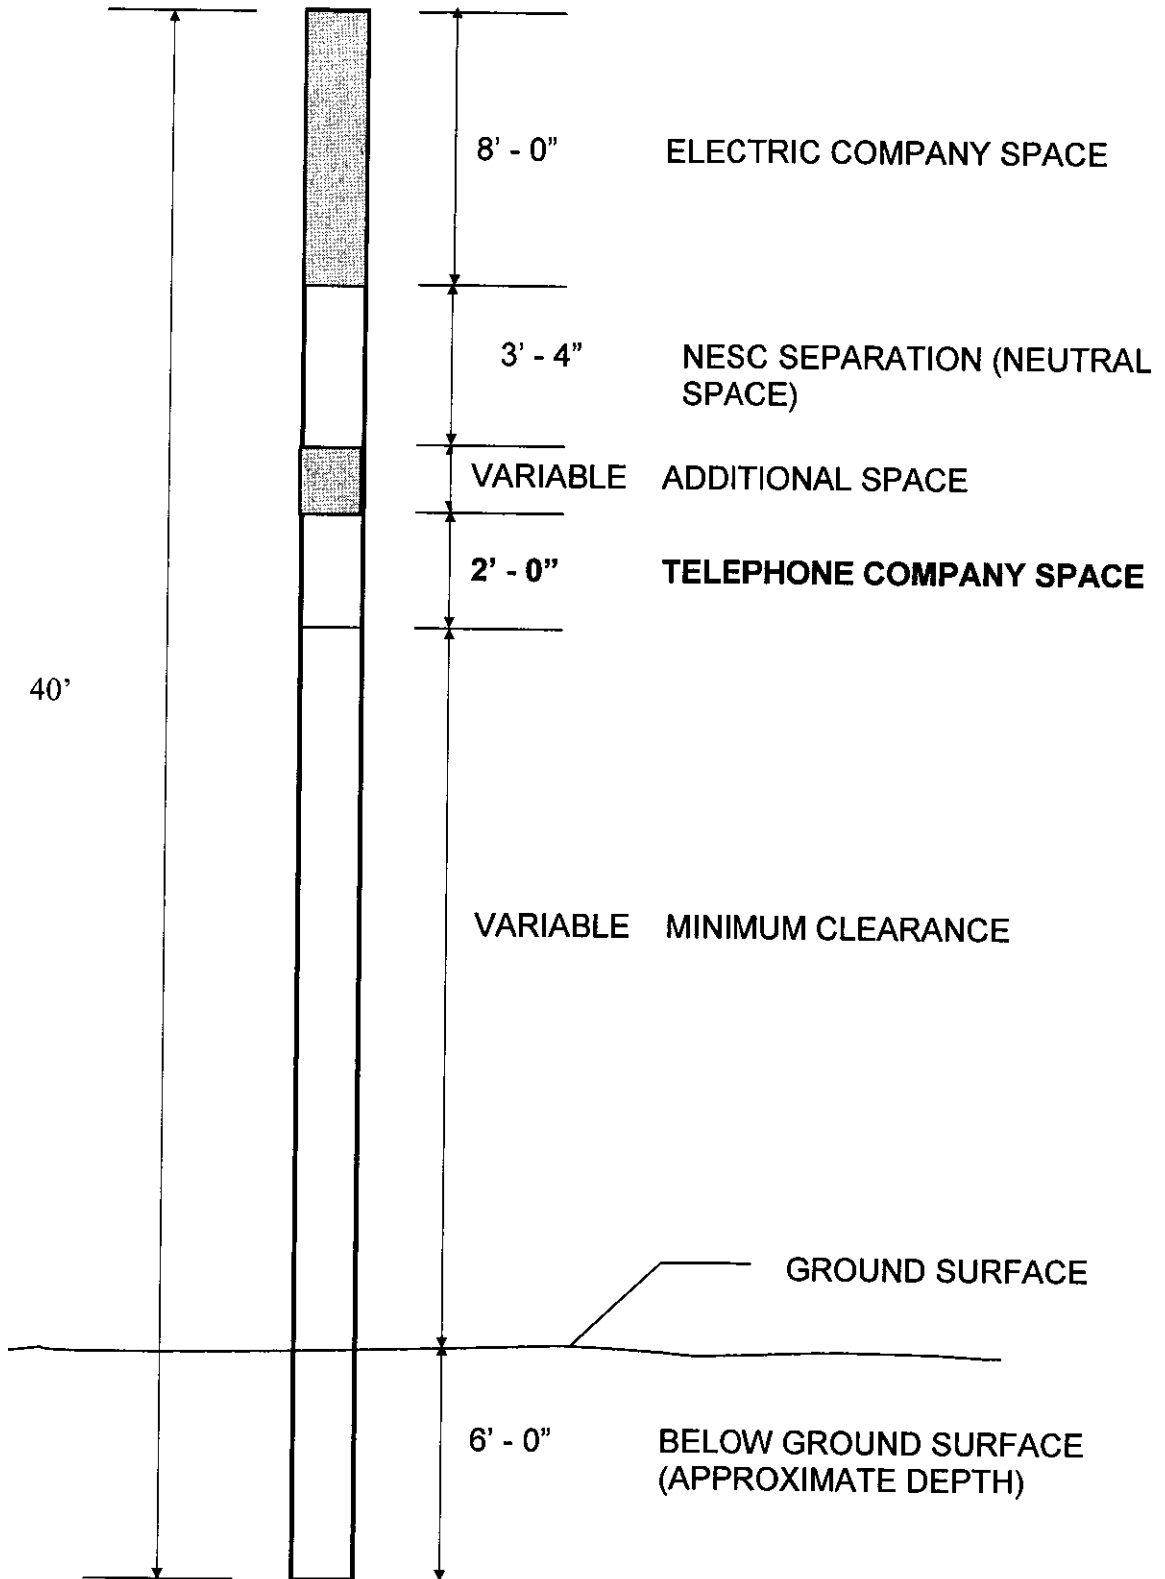 8' - 0” ELECTRIC COMPANY SPACE
3' - 4” NESC SEPARATION (NEUTRAL
SPACE)
VARIABLE ADDITIONAL SPACE
2' - 0” TELEPHONE COMPANY SPACE
40’
VARIABLE MINIMUM CLEARANCE
GROUND SURFACE
6' - 0” BELOW GROUND SURFACE
(APPROXIMATE DEPTH)